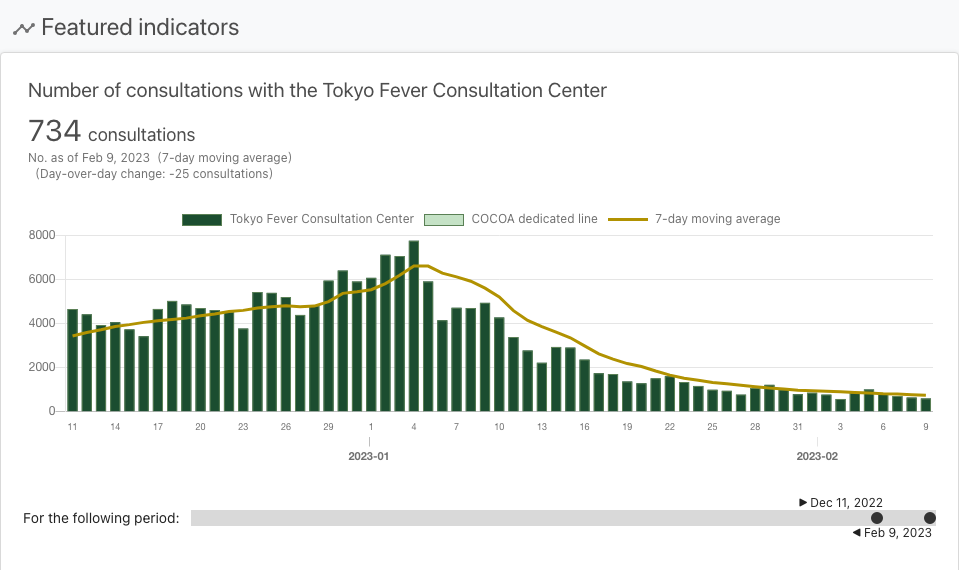 Featured indicators
Number of consultations with the Tokyo Fever Consultation Center
734 consultations
No. as of Feb 9, 2023 (7-day moving average)
(Day-over-day change: -25 consultations)
Tokyo Fever Consultation Center COCOA dedicated line 7-day moving average
8000
6000
4000
2000
0
11 14 17 20 23 26 29 1 4 7 10 13 16 19 22 25 28 31 3 6 9
2023-01 2023-02
▶ Dec 11, 2022
For the following period:
◀ Feb 9, 2023